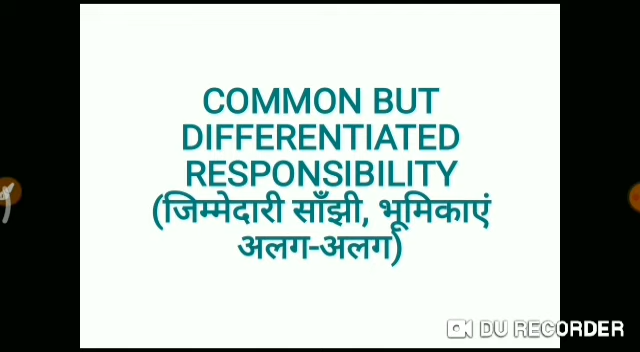 COMMON BUT
DIFFERENTIATED
RESPONSIBILITY
(जिम्मेदारी साँझी, भूमिकाएं
अलग-अलग)
DU RECORDER